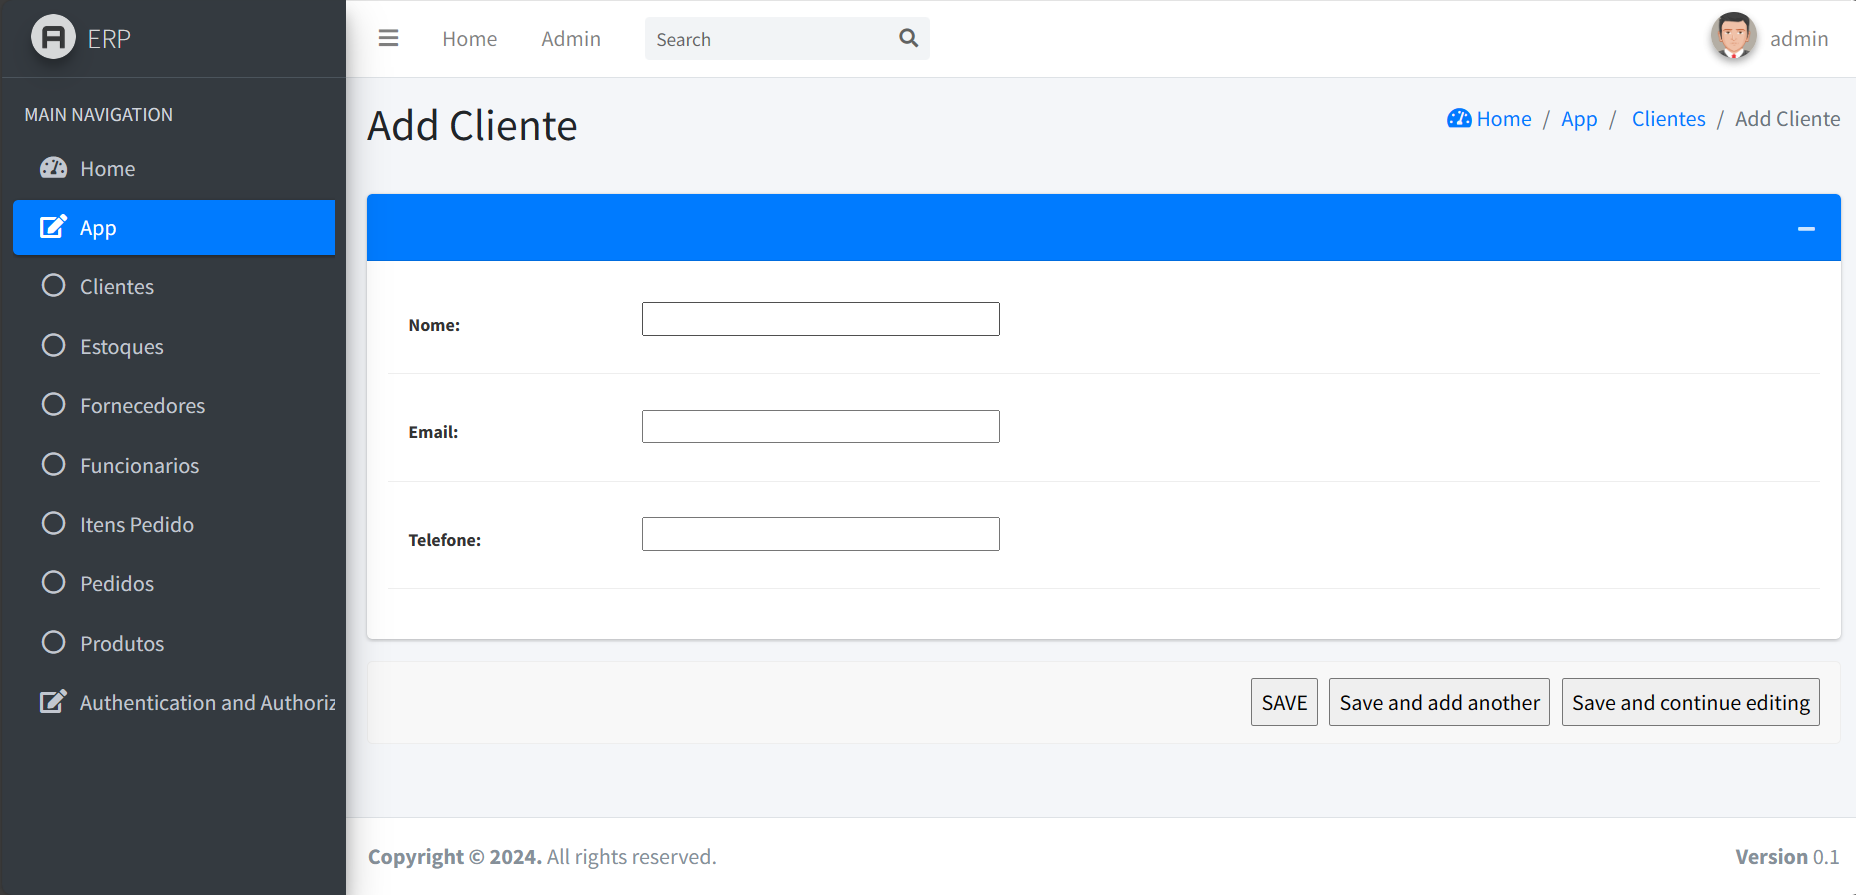 ERP
MAIN NAVIGATION
Home
App
Clientes
Estoques
Fornecedores
Funcionarios
Itens Pedido
Pedidos
Produtos
Authentication and Authoriz
Home Admin Search admin
Add Cliente
Home / App / Clientes / Add Cliente
Nome:
Email:
Telefone:
SAVE Save and add another Save and continue editing
Copyright © 2024. All rights reserved. Version 0.1